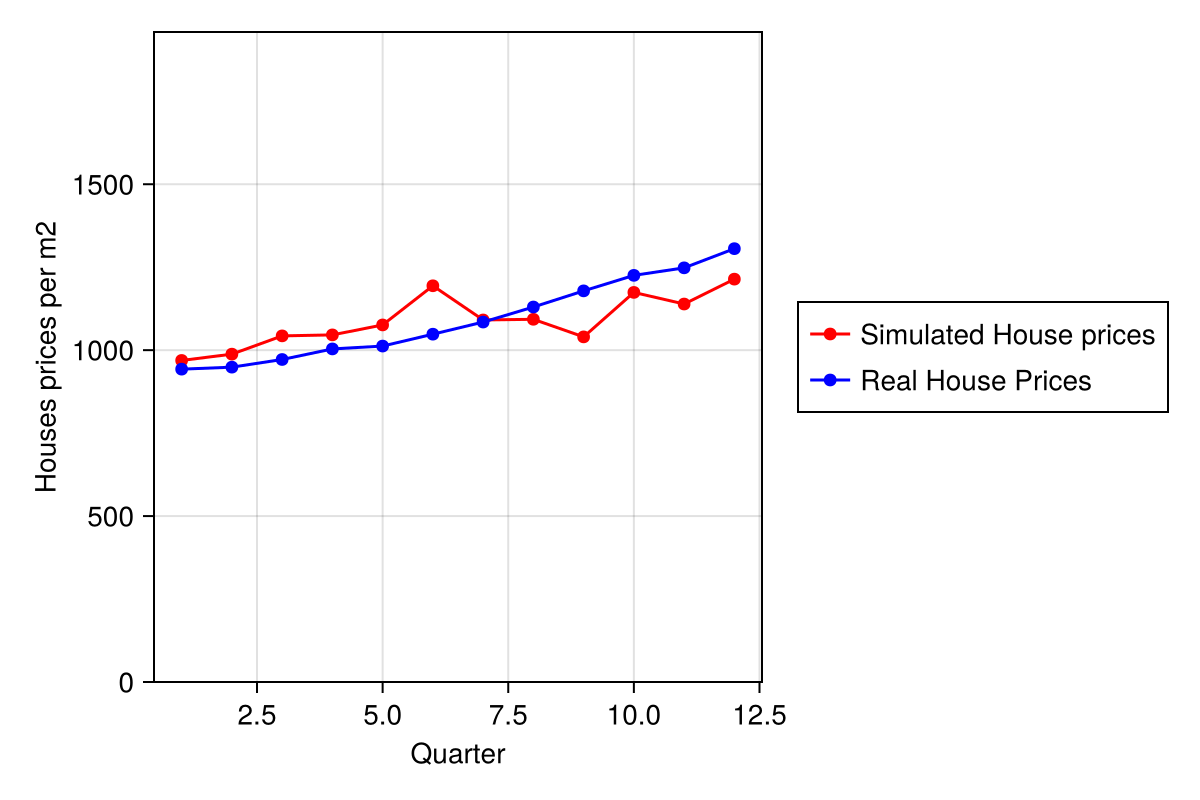 Houses prices per m2
1500
1000
500
0
2.5 5.0 7.5 10.0 12.5
Quarter
Simulated House prices
Real House Prices